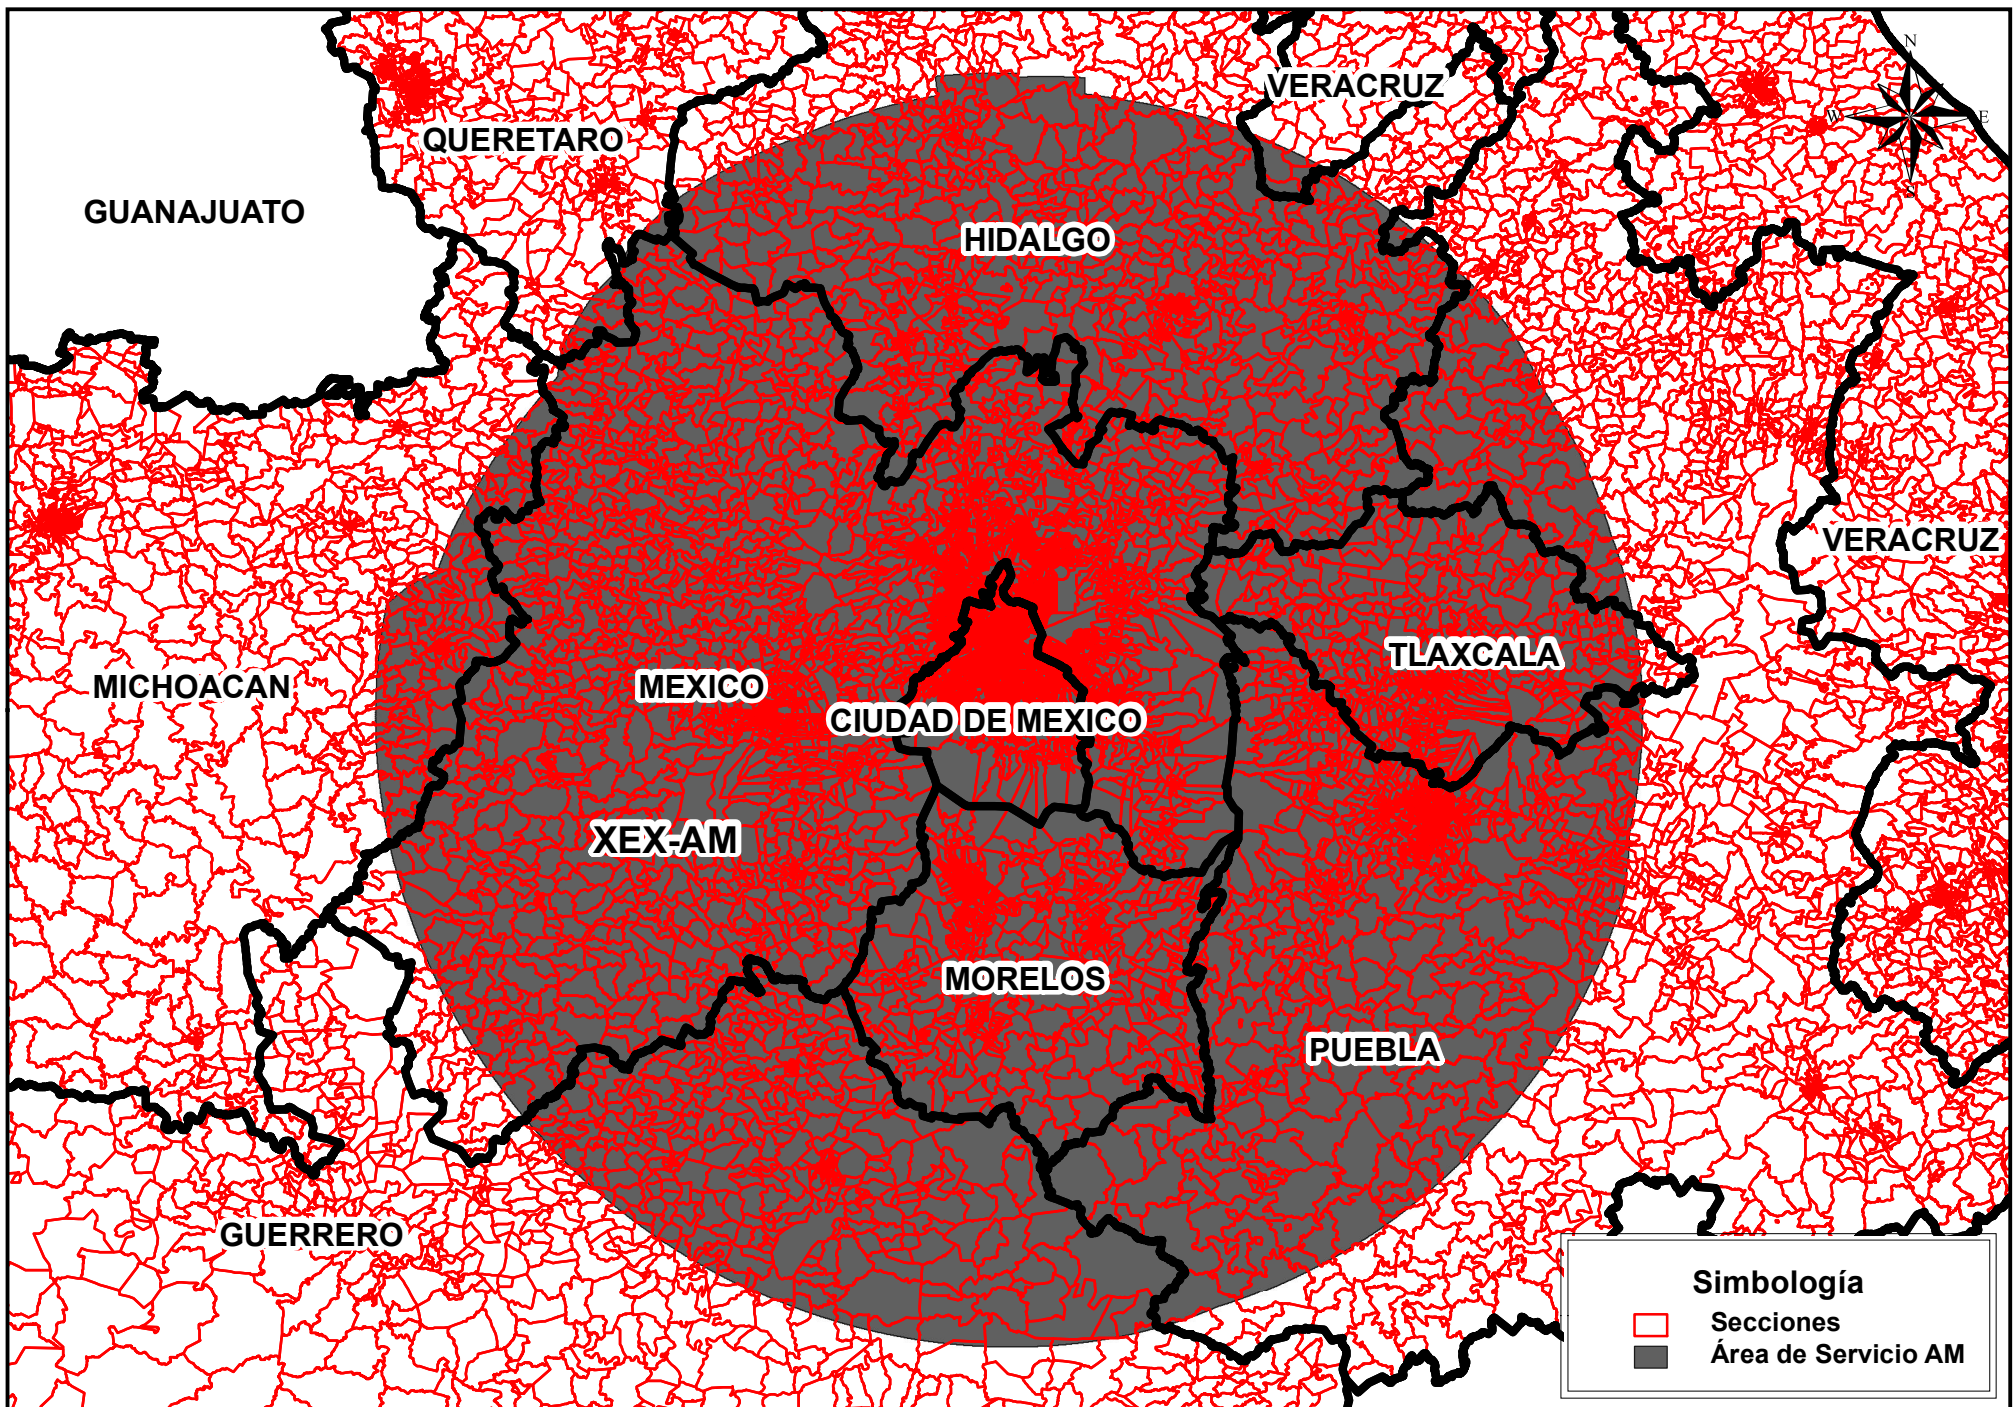 N
VERACRUZ
W
E
QUERETARO
S
GUANAJUATO
HIDALGO
VERACRUZ
TLAXCALA
MICHOACAN
MEXICO
CIUDAD DE MEXICO
XEX-AM
MORELOS
PUEBLA
GUERRERO
Simbología
Secciones
Área de Servicio AM